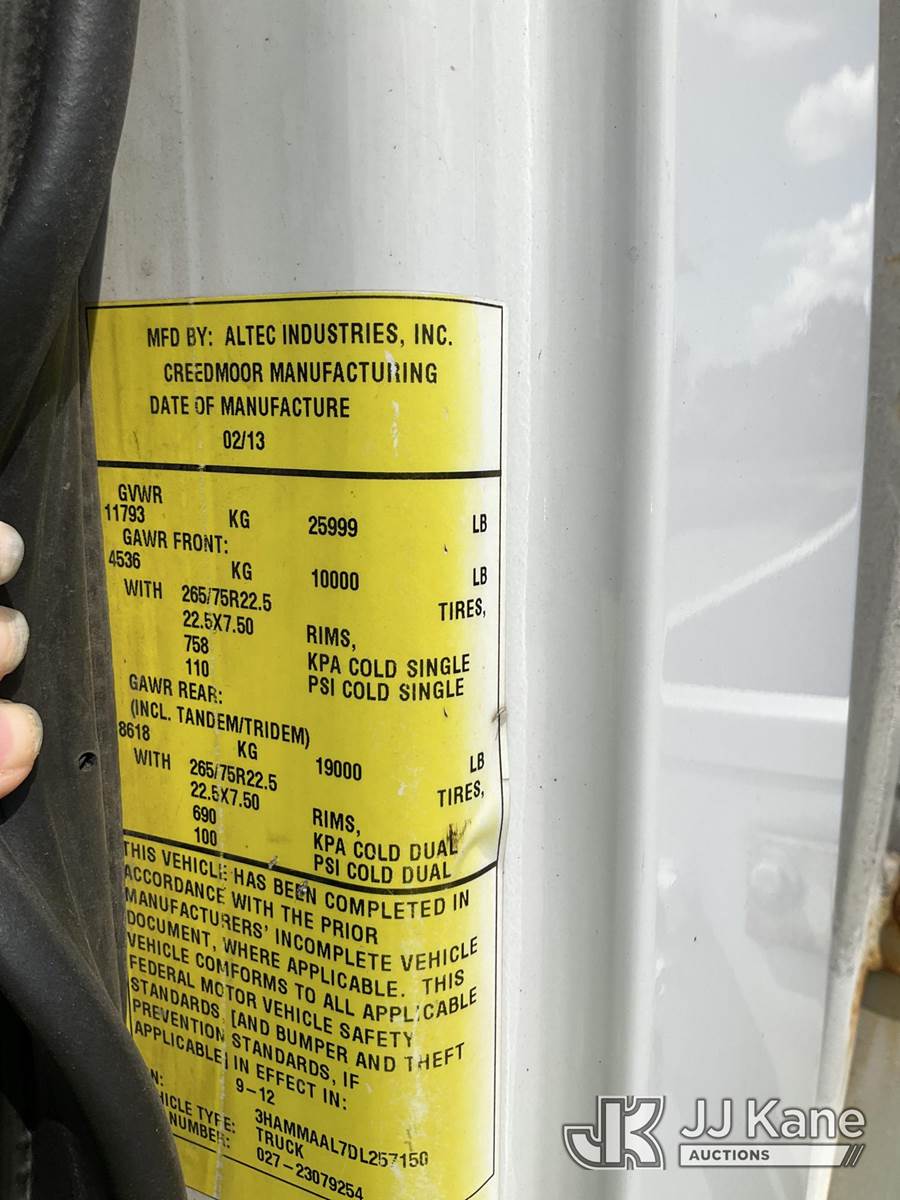 MFD BY: ALTEC INDUSTRIES, INC.
CREEDMOOR MANUFACTURING
DATE OF MANUFACTURE
02/13
GVWR
11793 KG 25999 LB
GAWR FRONT:
4536 KG 10000 LB
WITH 265/75R22.5 TIRES,
22.5X7.50 RIMS,
758 KPA COLD SINGLE
110 PSI COLD SINGLE
GAWR REAR:
(INCL. TANDEM/TRIDEM)
8618 KG 19000 LB
WITH 265/75R22.5 TIRES,
22.5X7.50 RIMS,
690 KPA COLD DUAL
100 PSI COLD DUAL
THIS VEHICLE HAS BEEN COMPLETED IN
ACCORDANCE WITH THE PRIOR
MANUFACTURERS' INCOMPLETE VEHICLE
DOCUMENT, WHERE APPLICABLE. THIS
VEHICLE COMFORMS TO ALL APPLICABLE
FEDERAL MOTOR VEHICLE SAFETY
STANDARDS, [AND BUMPER AND THEFT
PREVENTION STANDARDS, IF
APPLICABLE] IN EFFECT IN:
9-12
N: 3HAMMAAL7DL257150
HICLE TYPE: TRUCK
NUMBER: 027-23079254
JK JJ Kane
AUCTIONS